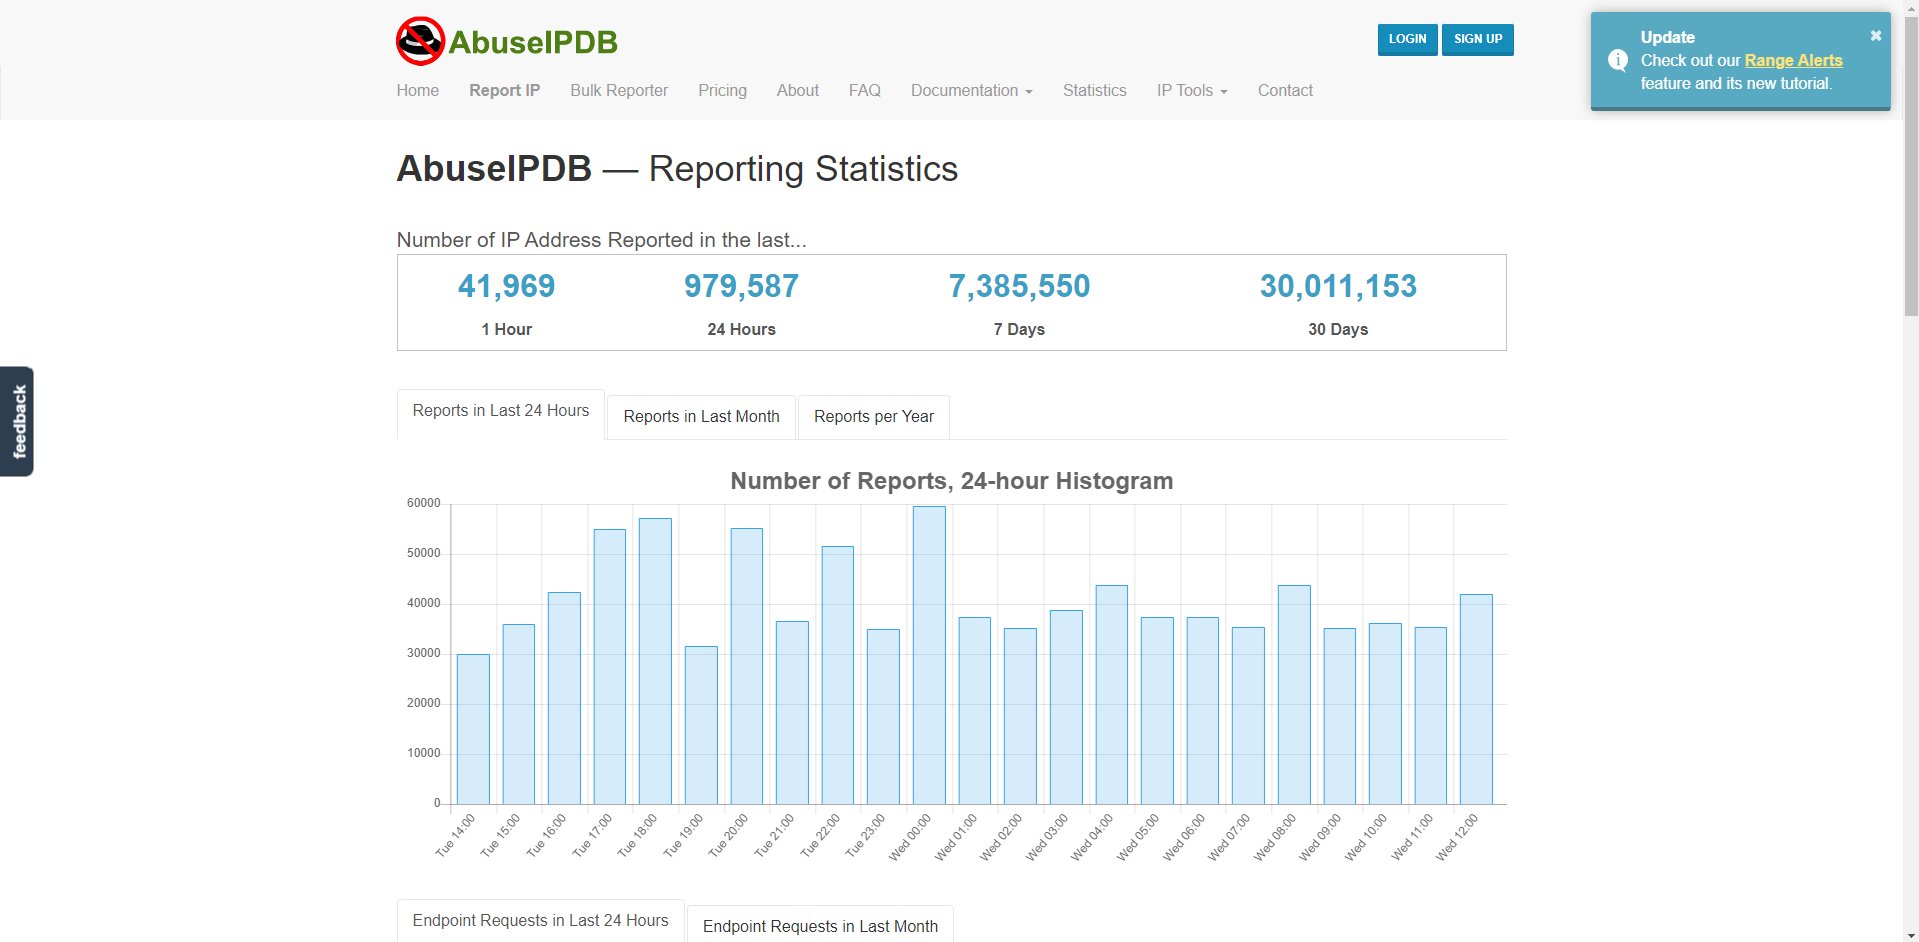 AbuseIPDB
LOGIN
SIGN UP
Home
Report IP
Bulk Reporter
Pricing
About
FAQ
Documentation
Statistics
IP Tools
Contact
Update
Check out our Range Alerts
feature and its new tutorial.
AbuseIPDB — Reporting Statistics
Number of IP Address Reported in the last...
41,969
1 Hour
979,587
24 Hours
7,385,550
7 Days
30,011,153
30 Days
feedback
Reports in Last 24 Hours
Reports in Last Month
Reports per Year
Number of Reports, 24-hour Histogram
60000
50000
40000
30000
20000
10000
0
Tue 14:00
Tue 15:00
Tue 16:00
Tue 17:00
Tue 18:00
Tue 19:00
Tue 20:00
Tue 21:00
Tue 22:00
Tue 23:00
Wed 00:00
Wed 01:00
Wed 02:00
Wed 03:00
Wed 04:00
Wed 05:00
Wed 06:00
Wed 07:00
Wed 08:00
Wed 09:00
Wed 10:00
Wed 11:00
Wed 12:00
Endpoint Requests in Last 24 Hours
Endpoint Requests in Last Month